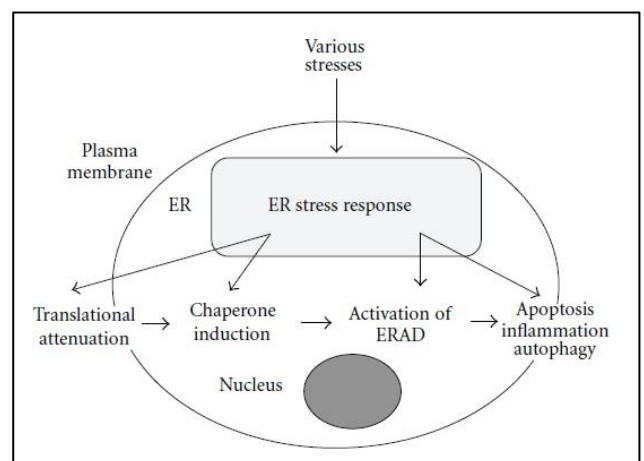 Various
stresses
Plasma
membrane
ER
ER stress response
Translational
attenuation
Chaperone
induction
Activation of
ERAD
Apoptosis
inflammation
autophagy
Nucleus